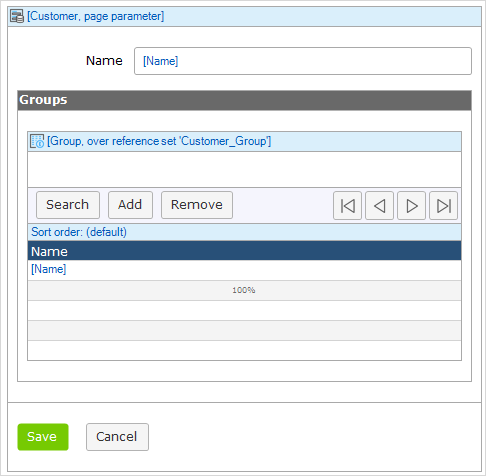 [Customer, page parameter]
Name [Name]
Groups
[Group, over reference set 'Customer_Group']
Search Add Remove
Sort order: (default)
Name
[Name]
100%
Save Cancel